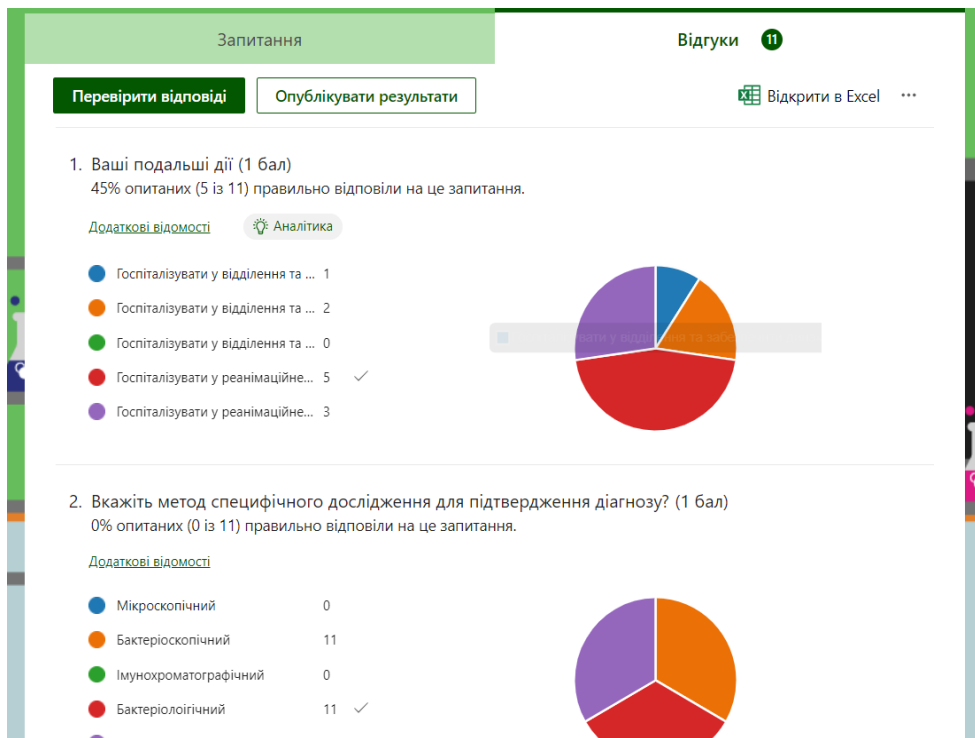 Запитання
Відгуки 11
Перевірити відповіді
Опублікувати результати
Відкрити в Excel ...
1. Ваші подальші дії (1 бал)
45% опитаних (5 із 11) правильно відповіли на це запитання.
Додаткові відомості
Аналітика
Госпіталізувати у відділення та ... 1
Госпіталізувати у відділення та ... 2
Госпіталізувати у відділення та ... 0
Госпіталізувати у реанімаційне... 5
Госпіталізувати у реанімаційне... 3
2. Вкажіть метод специфічного дослідження для підтвердження діагнозу? (1 бал)
0% опитаних (0 із 11) правильно відповіли на це запитання.
Додаткові відомості
Мікроскопічний 0
Бактеріоскопічний 11
Імунохроматографічний 0
Бактеріолоігічний 11